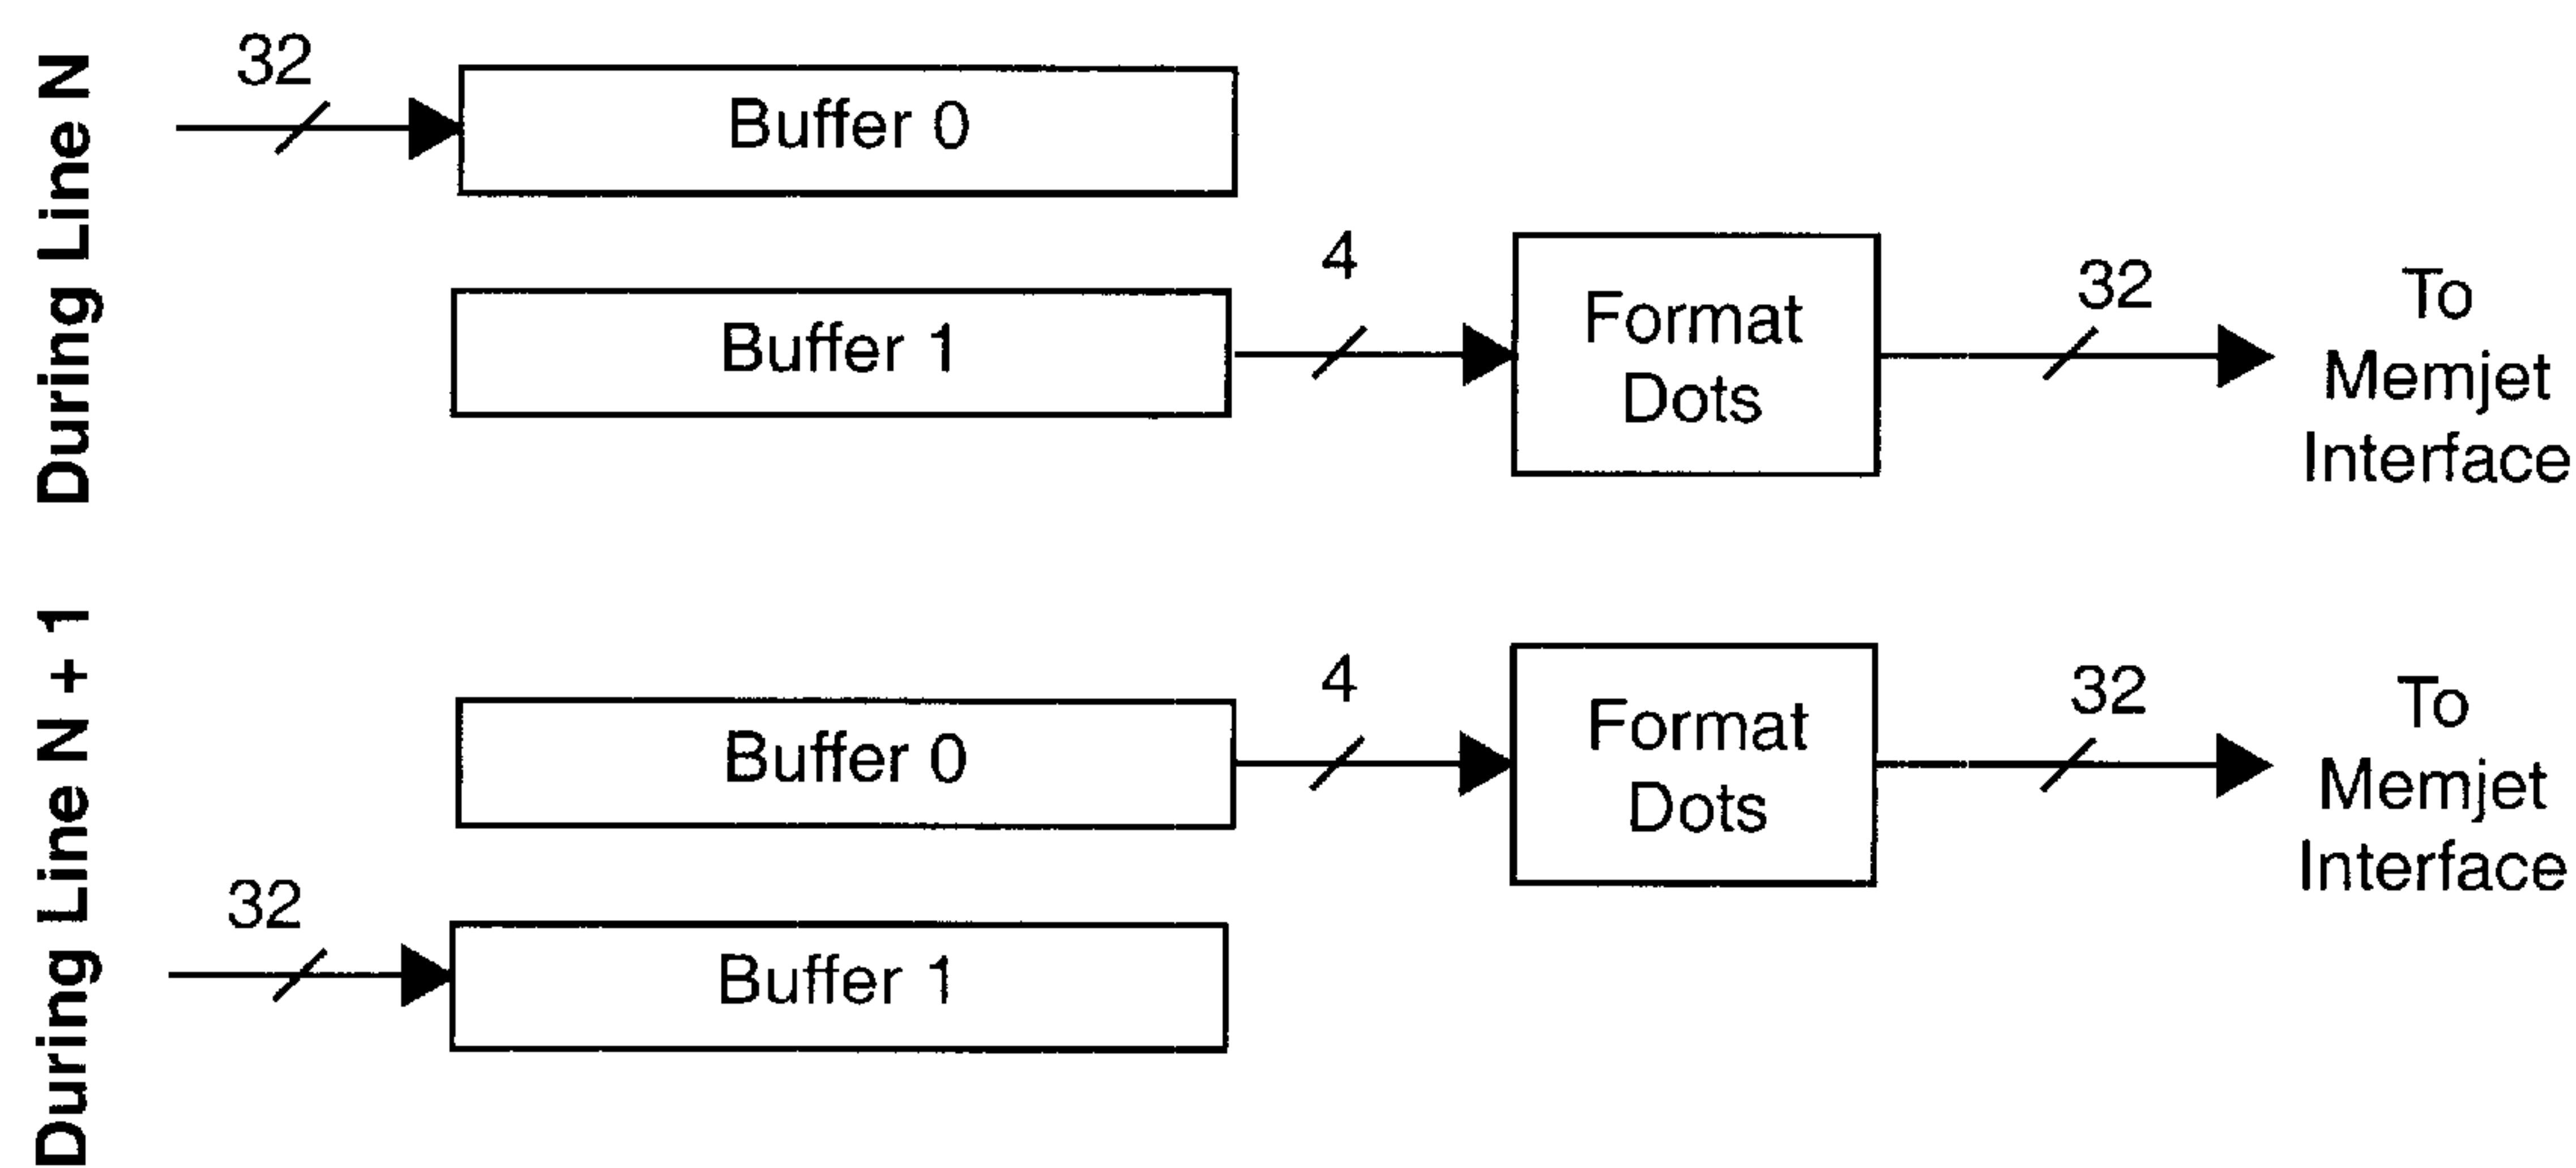 During Line N
32
Buffer 0
Buffer 1
4
Format
Dots
32
To
Memjet
Interface
During Line N + 1
Buffer 0
4
Format
Dots
32
To
Memjet
Interface
32
Buffer 1